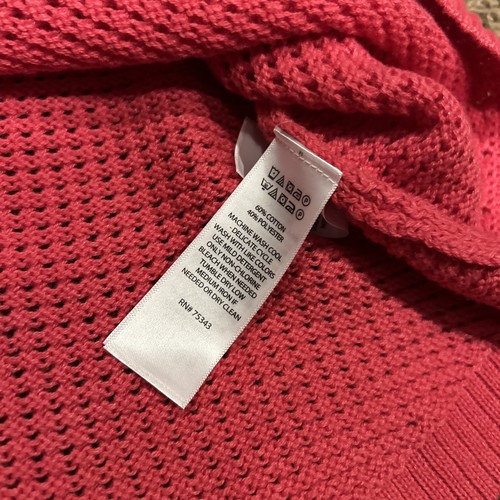 60% COTTON
40% POLYESTER
MACHINE WASH COOL
- DELICATE CYCLE
WASH WITH LIKE COLORS
USE MILD DETERGENT
ONLY NON-CHLORINE
BLEACH WHEN NEEDED
TUMBLE DRY LOW
MEDIUM IRON IF
NEEDED OR DRY CLEAN
RN# 75343